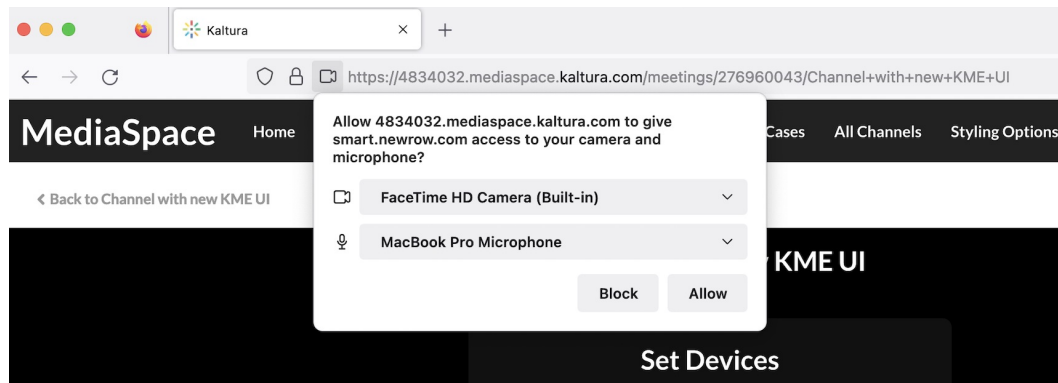 Kaltura
https://4834032.mediaspace.kaltura.com/meetings/276960043/Channel+with+new+KME+UI
MediaSpace Home Cases All Channels Styling Options
Allow 4834032.mediaspace.kaltura.com to give
smart.newrow.com access to your camera and
microphone?
Back to Channel with new KME UI
FaceTime HD Camera (Built-in)
MacBook Pro Microphone
KME UI
Block Allow
Set Devices